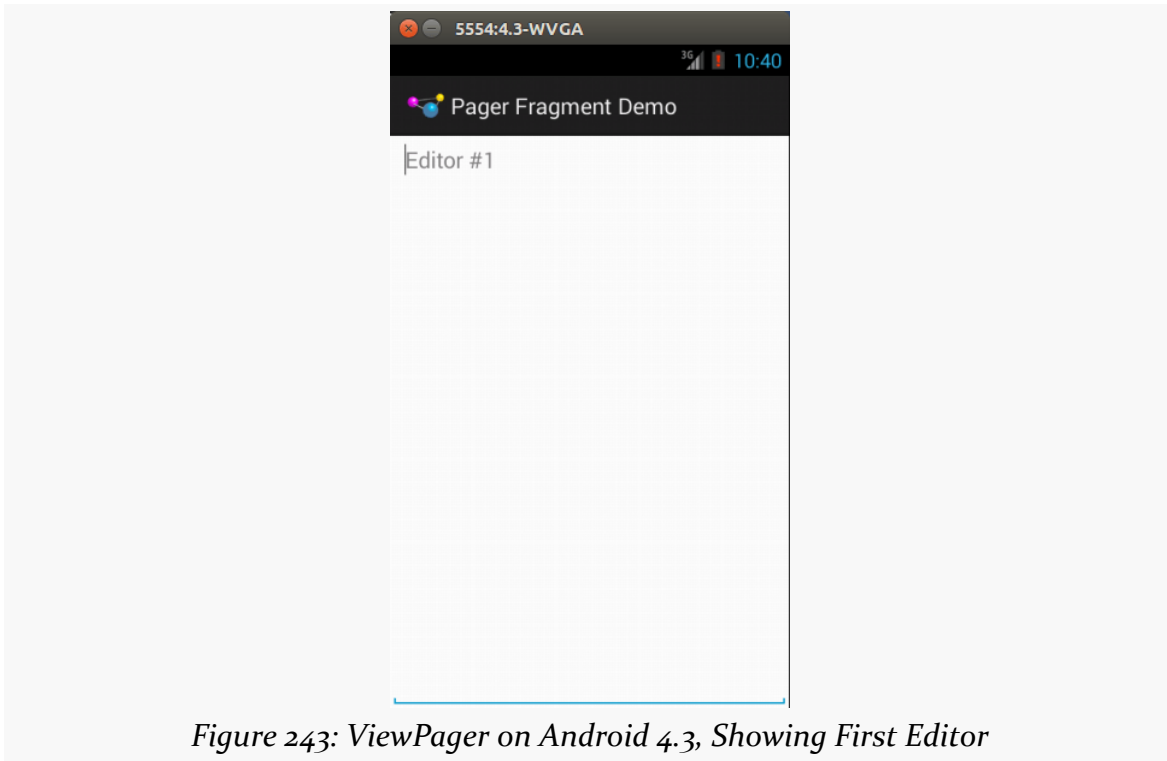 5554:4.3-WVGA
3G 10:40
Pager Fragment Demo
Editor #1
Figure 243: ViewPager on Android 4.3, Showing First Editor